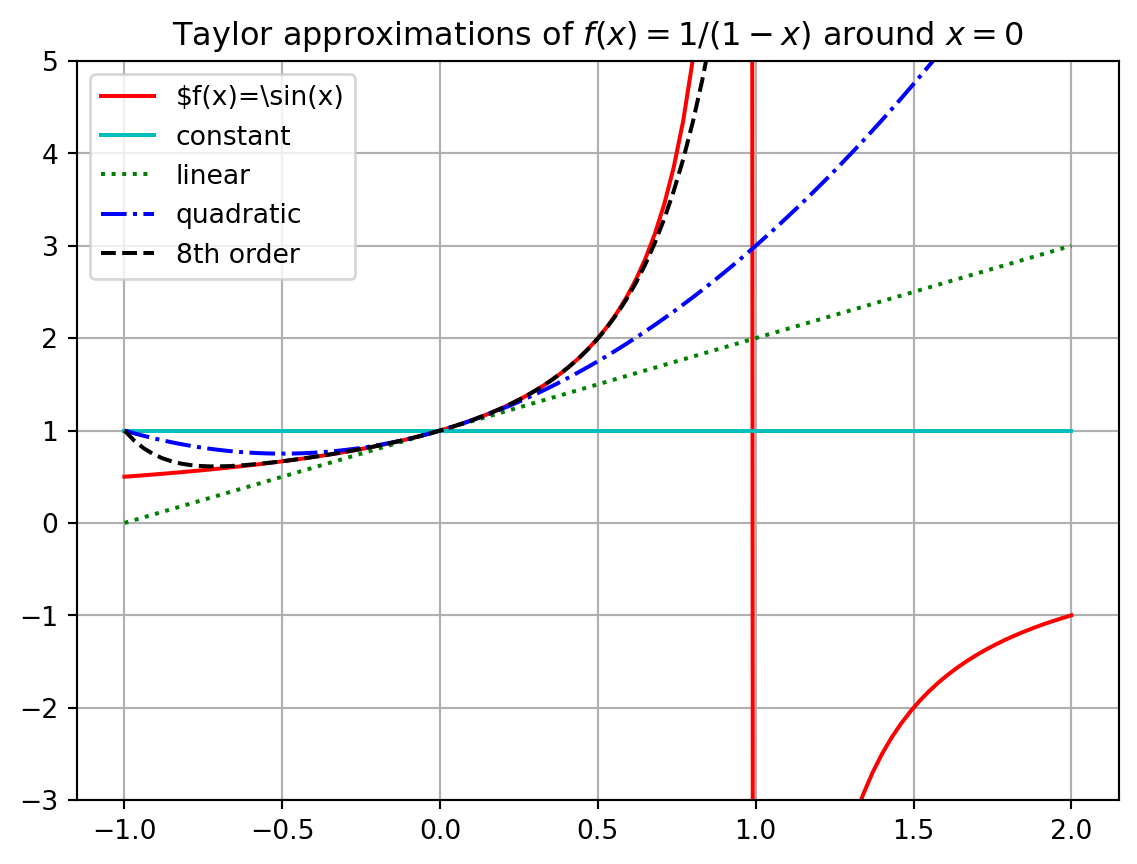 Taylor approximations of f(x) = 1/(1 − x) around x = 0
$f(x)=\sin(x)
constant
linear
quadratic
8th order
5
4
3
2
1
0
−1
−2
−3
−1.0 −0.5 0.0 0.5 1.0 1.5 2.0